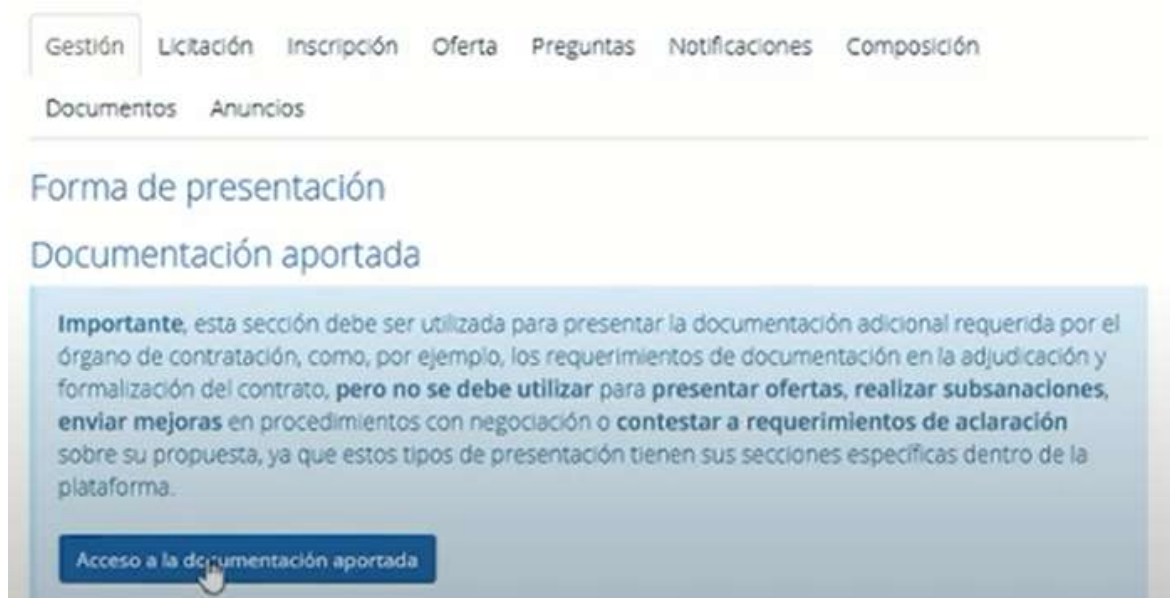 Gestión Licitación Inscripción Oferta Preguntas Notificaciones Composición
Documentos Anuncios
Forma de presentación
Documentación aportada
Importante, esta sección debe ser utilizada para presentar la documentación adicional requerida por el
órgano de contratación, como, por ejemplo, los requerimientos de documentación en la adjudicación y
formalización del contrato, pero no se debe utilizar para presentar ofertas, realizar subsanaciones,
enviar mejoras en procedimientos con negociación o contestar a requerimientos de aclaración
sobre su propuesta, ya que estos tipos de presentación tienen sus secciones específicas dentro de la
plataforma.
Acceso a la documentación aportada